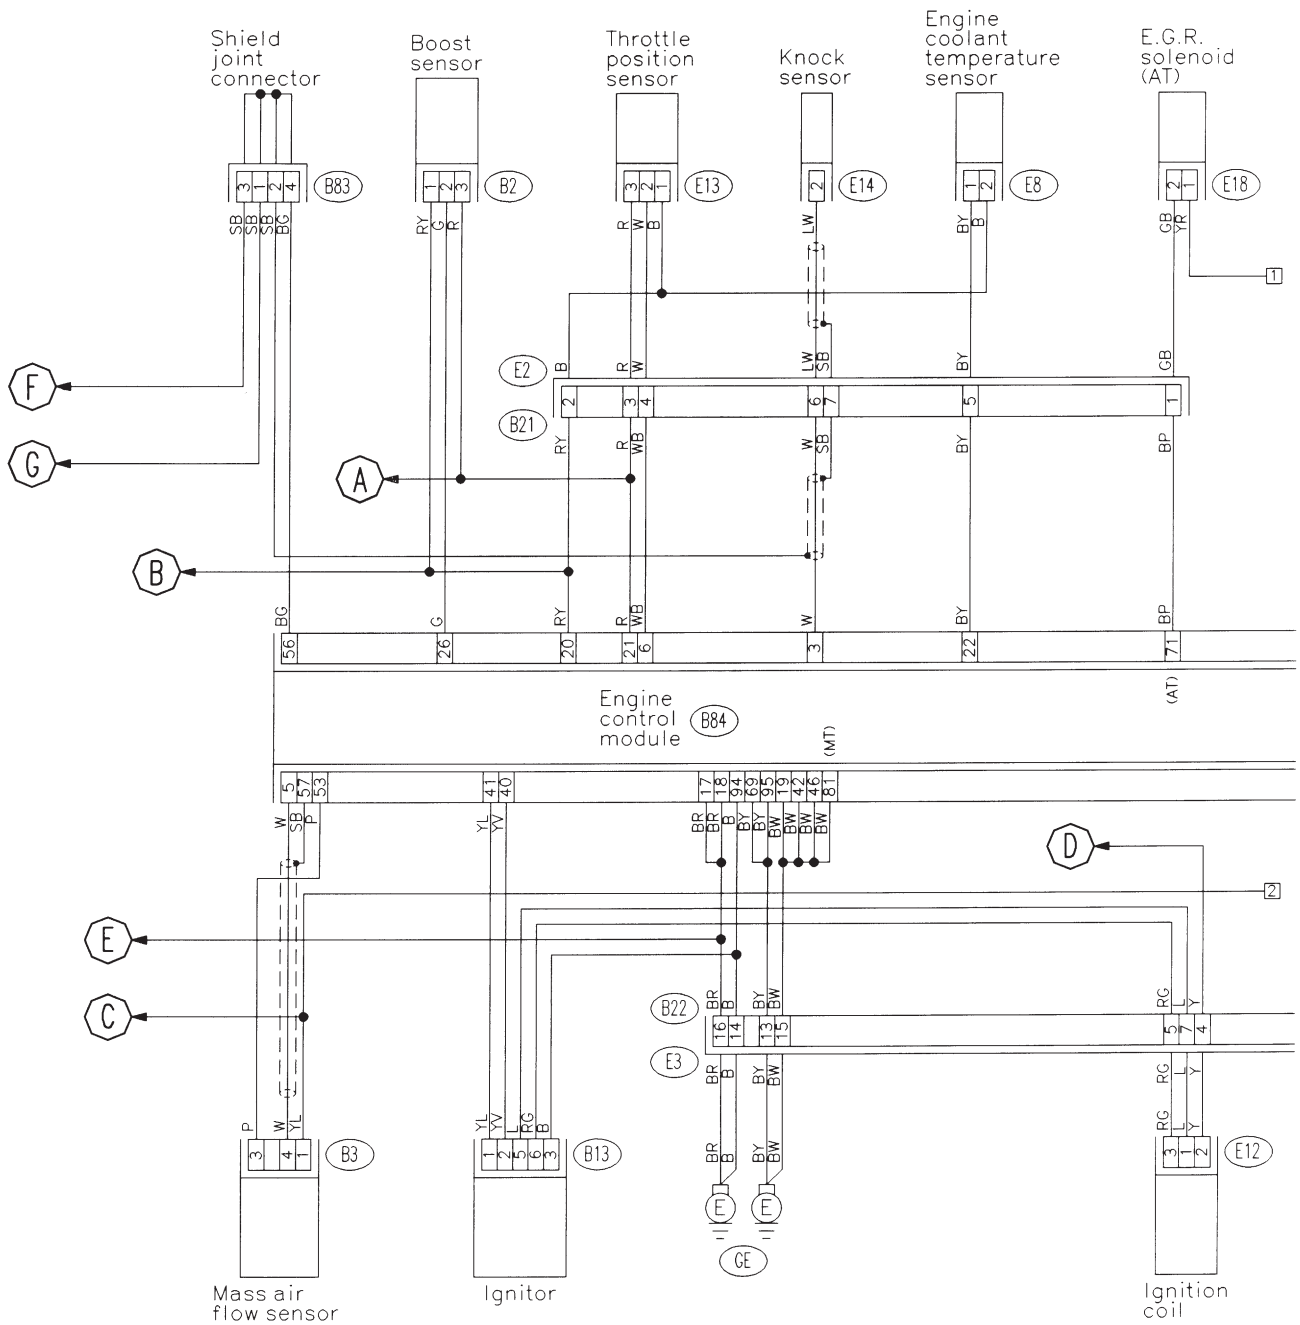 Shield
joint
connector
Boost
sensor
Throttle
position
sensor
Knock
sensor
Engine
coolant
temperature
sensor
E.G.R.
solenoid
(AT)
3 1 2 4
B83
1 2 3
B2
3 2 1
E13
2
E14
1 2
E8
2 1
E18
SB SB SB BG
RY G R
R W B
LW
BY B
GB YR
1
F
E2
B R W LW SB BY GB
2 3 4 6 7 5 1
B21
RY R WB W SB BY BP
G
A
B
BG G RY R WB W BY BP
56 26 20 21 6 3 22 71
(AT)
Engine
control
module
B84
(MT)
5 57 53 41 40 17 18 94 69 95 19 42 46 81
W SB P YL YV BR BR B BY BY BW BW BW BW
D
2
E
C
B22
BR B BY BW RG L Y
16 14 13 15 5 7 4
E3
BR B BY BW RG L Y
P W YL
3 4 1
B3
YL YV L RG B
1 2 5 6 3
B13
BR B BY BW
E E
GE
RG L Y
3 1 2
E12
Mass air
flow sensor
Ignitor
Ignition
coil